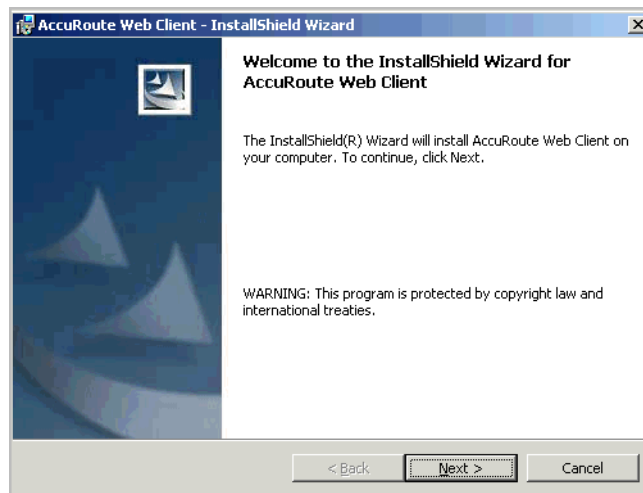 AccuRoute Web Client - InstallShield Wizard
Welcome to the InstallShield Wizard for
AccuRoute Web Client
The InstallShield(R) Wizard will install AccuRoute Web Client on
your computer. To continue, click Next.
WARNING: This program is protected by copyright law and
international treaties.
< Back
Next >
Cancel